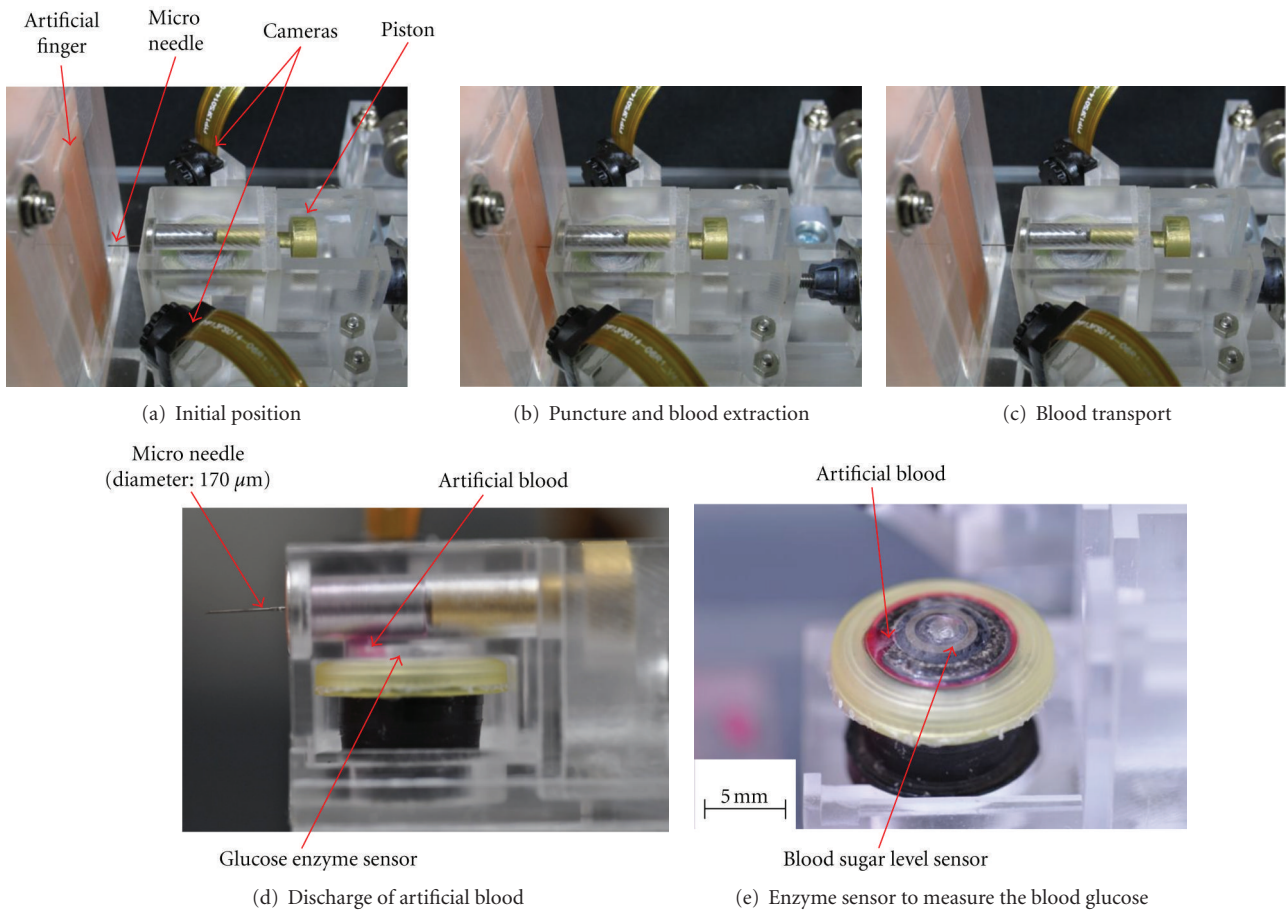 Artificial
finger
Micro
needle
Cameras
Piston
(a) Initial position
(b) Puncture and blood extraction
(c) Blood transport
Micro needle
(diameter: 170 μm)
Artificial blood
Glucose enzyme sensor
(d) Discharge of artificial blood
Artificial blood
5 mm
Blood sugar level sensor
(e) Enzyme sensor to measure the blood glucose